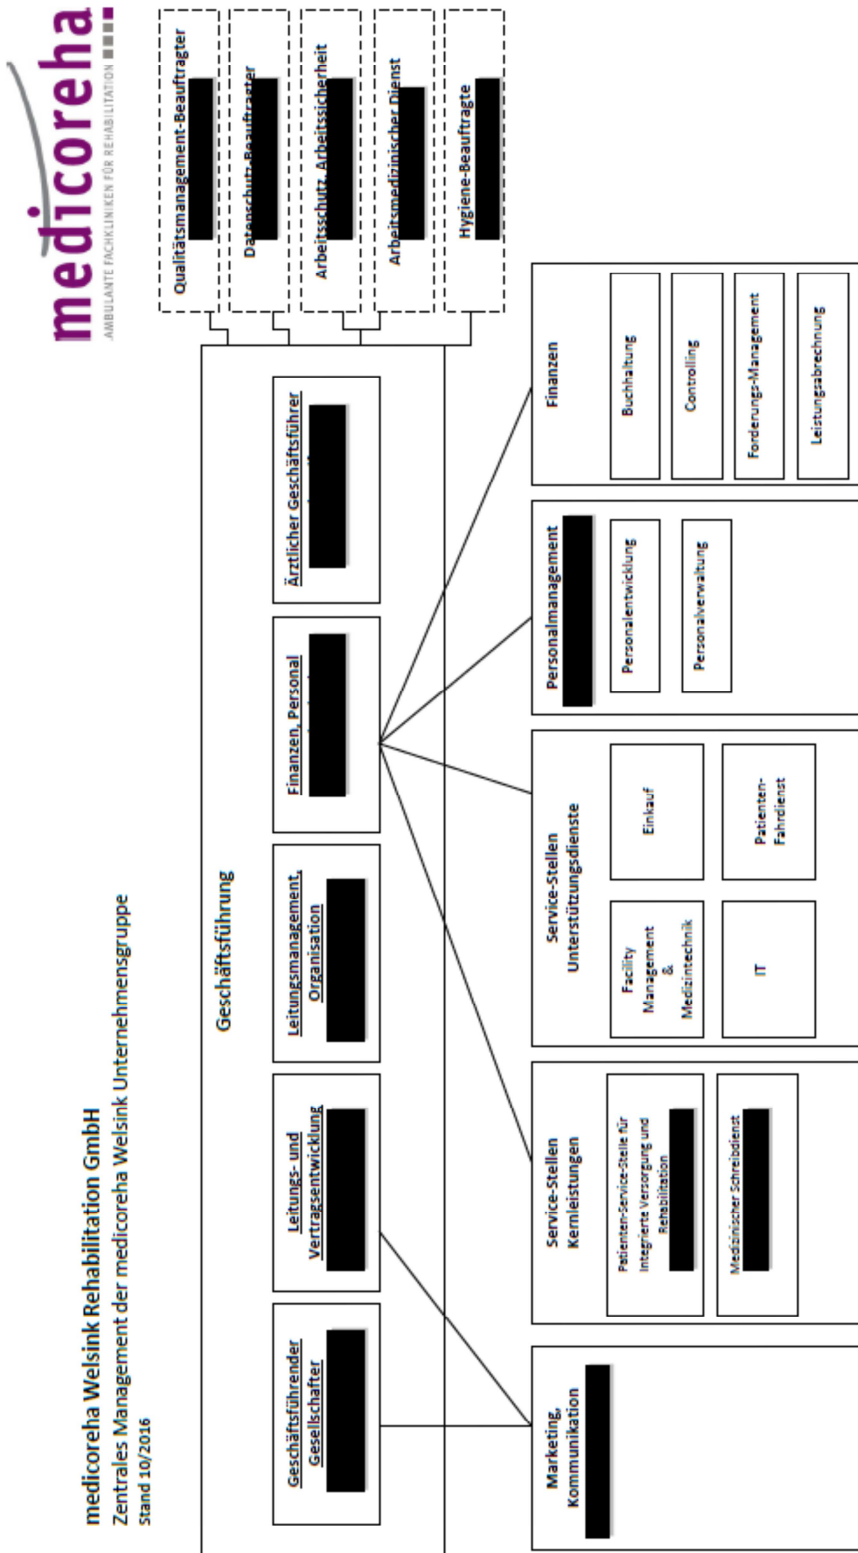 medicoreha
AMBULANTE FACHKLINIKEN FÜR REHABILITATION
medicoreha Welsink Rehabilitation GmbH
Zentrales Management der medicoreha Welsink Unternehmensgruppe
Stand 10/2016
Geschäftsführung
Geschäftsführender
Gesellschafter
Leitungs- und
Vertragsentwicklung
Leitungsmanagement,
Organisation
Finanzen, Personal
Ärztlicher Geschäftsführer
Qualitätsmanagement-Beauftragter
Datenschutz-Beauftragter
Arbeitsschutz, Arbeitssicherheit
Arbeitsmedizinischer Dienst
Hygiene-Beauftragte
Marketing,
Kommunikation
Service-Stellen
Kernleistungen
Patienten-Service-Stelle für
Integrierte Versorgung und
Rehabilitation
Medizinischer Schreibdienst
Service-Stellen
Unterstützungsdienste
Facility
Management
&
Medizintechnik
Einkauf
IT
Patienten-
Fahrdienst
Personalmanagement
Personalentwicklung
Personalverwaltung
Finanzen
Buchhaltung
Controlling
Forderungs-Management
Leistungsabrechnung